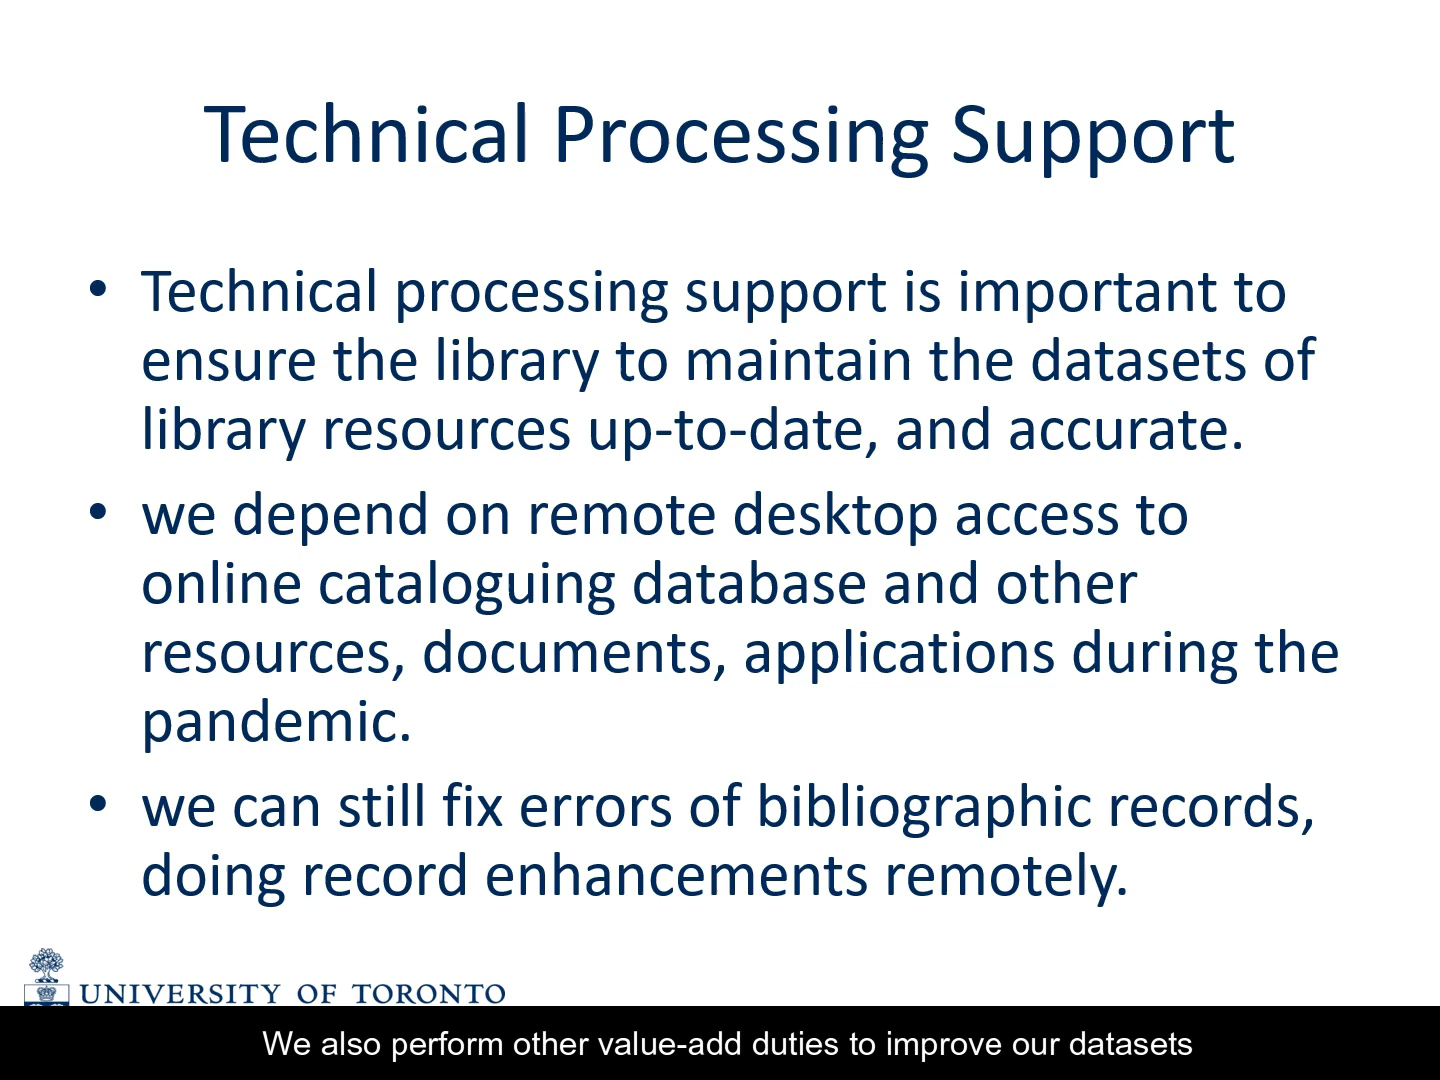 Technical Processing Support
• Technical processing support is important to
ensure the library to maintain the datasets of
library resources up-to-date, and accurate.
• we depend on remote desktop access to
online cataloguing database and other
resources, documents, applications during the
pandemic.
• we can still fix errors of bibliographic records,
doing record enhancements remotely.
UNIVERSITY OF TORONTO
We also perform other value-add duties to improve our datasets